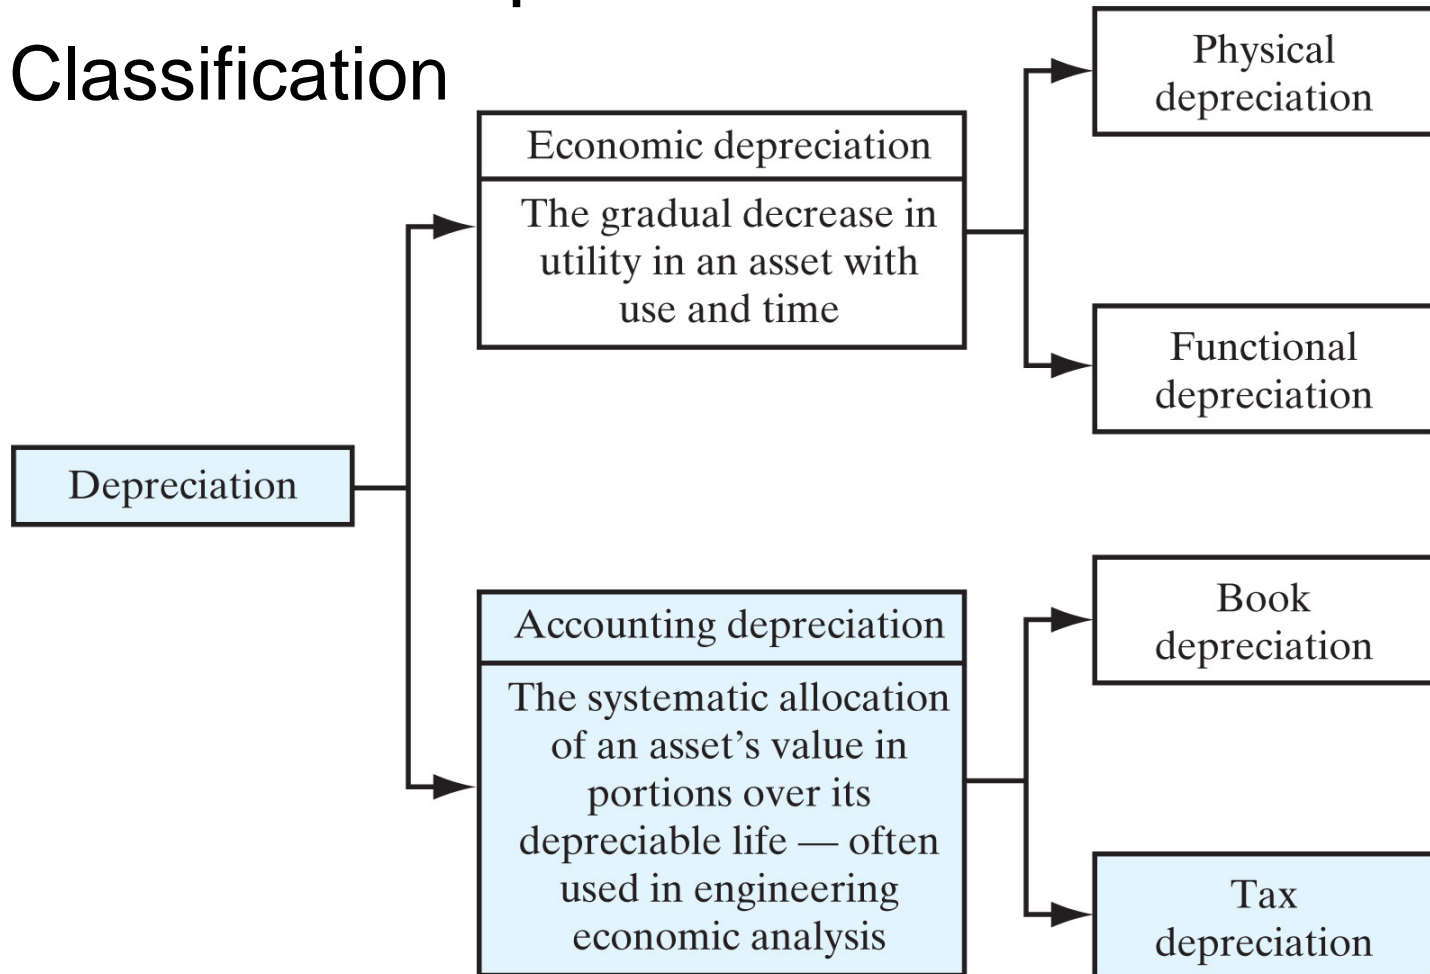 Classification
Physical
depreciation
Economic depreciation
The gradual decrease in
utility in an asset with
use and time
Functional
depreciation
Depreciation
Book
depreciation
Accounting depreciation
The systematic allocation
of an asset’s value in
portions over its
depreciable life — often
used in engineering
economic analysis
Tax
depreciation